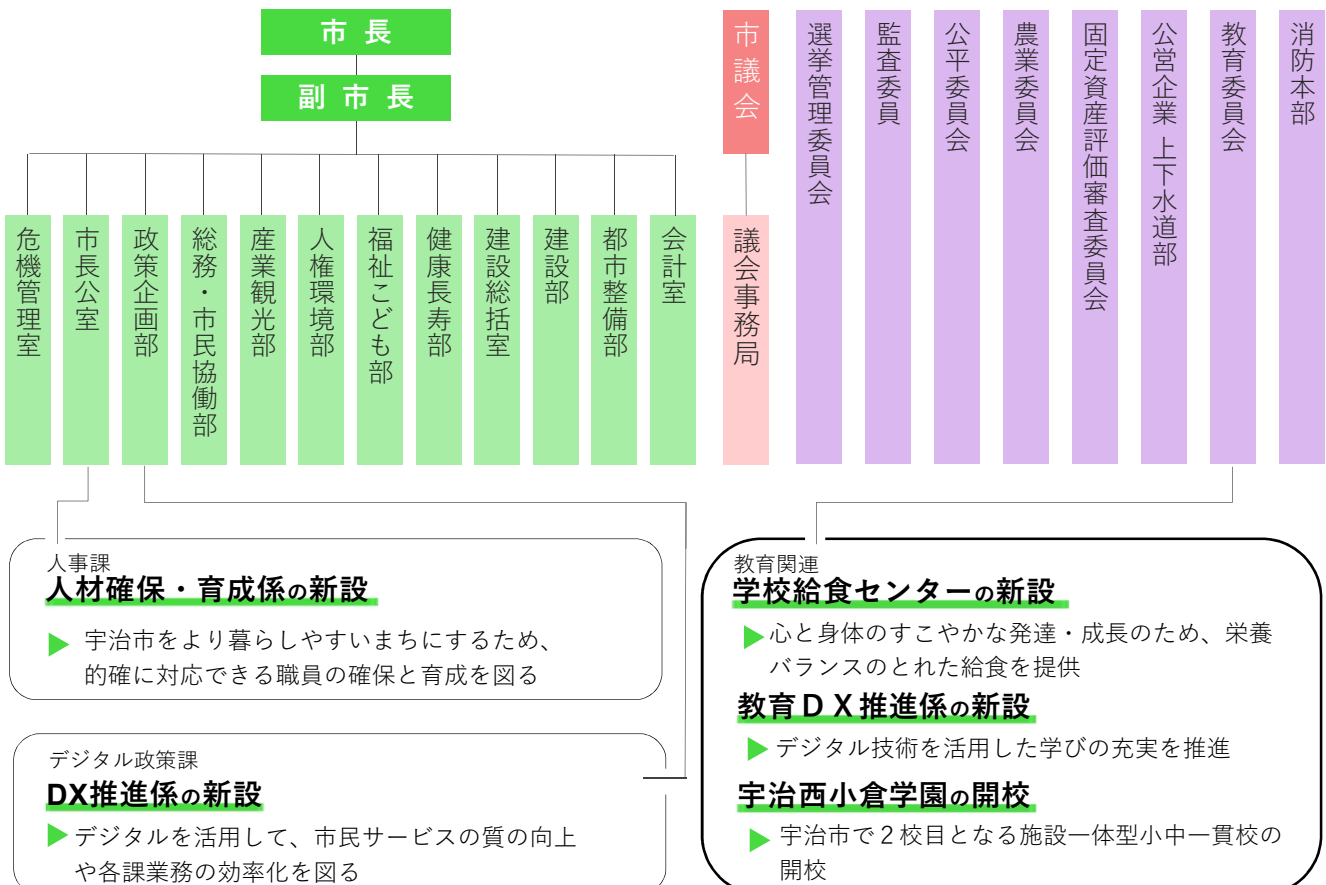 市 長
副 市 長
危機管理室
市長公室
政策企画部
総務・市民協働部
産業観光部
人権環境部
福祉こども部
健康長寿部
建設総括室
建設部
都市整備部
会計室
市議会
議会事務局
選挙管理委員会
監査委員
公平委員会
農業委員会
固定資産評価審査委員会
公営企業 上下水道部
教育委員会
消防本部
人事課
人材確保・育成係の新設
▶ 宇治市をより暮らしやすいまちにするため、
的確に対応できる職員の確保と育成を図る
デジタル政策課
DX推進係の新設
▶ デジタルを活用して、市民サービスの質の向上
や各課業務の効率化を図る
教育関連
学校給食センターの新設
▶ 心と身体のすこやかな発達・成長のため、栄養
バランスのとれた給食を提供
教育ＤＸ推進係の新設
▶ デジタル技術を活用した学びの充実を推進
宇治西小倉学園の開校
▶ 宇治市で２校目となる施設一体型小中一貫校の
開校